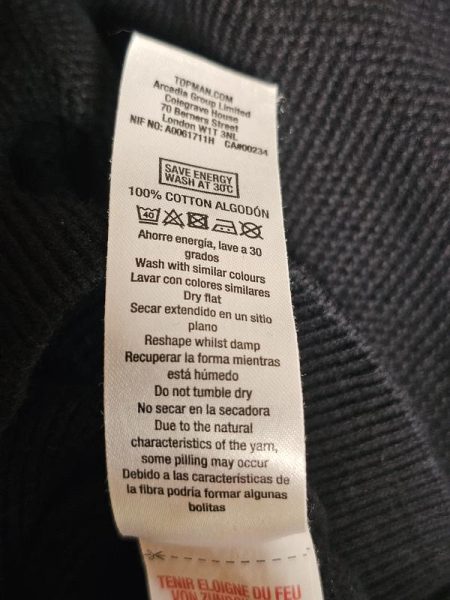 TOPMAN.COM
Arcadia Group Limited
Colegrave House
70 Berners Street
London W1T 3NL
NIF NO: A0061711H CA#00234
SAVE ENERGY
WASH AT 30C
100% COTTON ALGODÓN
40
Ahorre energía, lave a 30
grados
Wash with similar colours
Lavar con colores similares
Dry flat
Secar extendido en un sitio
plano
Reshape whilst damp
Recuperar la forma mientras
está húmedo
Do not tumble dry
No secar en la secadora
Due to the natural
characteristics of the yarn,
some pilling may occur
Debido a las características de
la fibra podría formar algunas
bolitas
TENIR ELOIGNE DU FEU
VON ZUNDQU